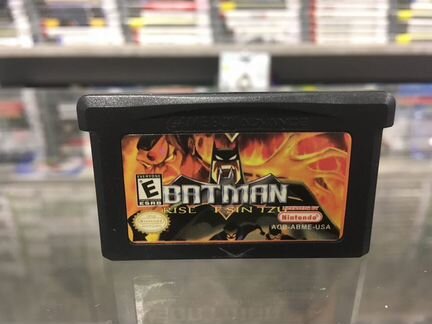 GAME BOY ADVANCE
EVERYONE
E
ESRB
BATMAN
RISE OF SIN TZU
Nintendo
AGB-ABME-USA